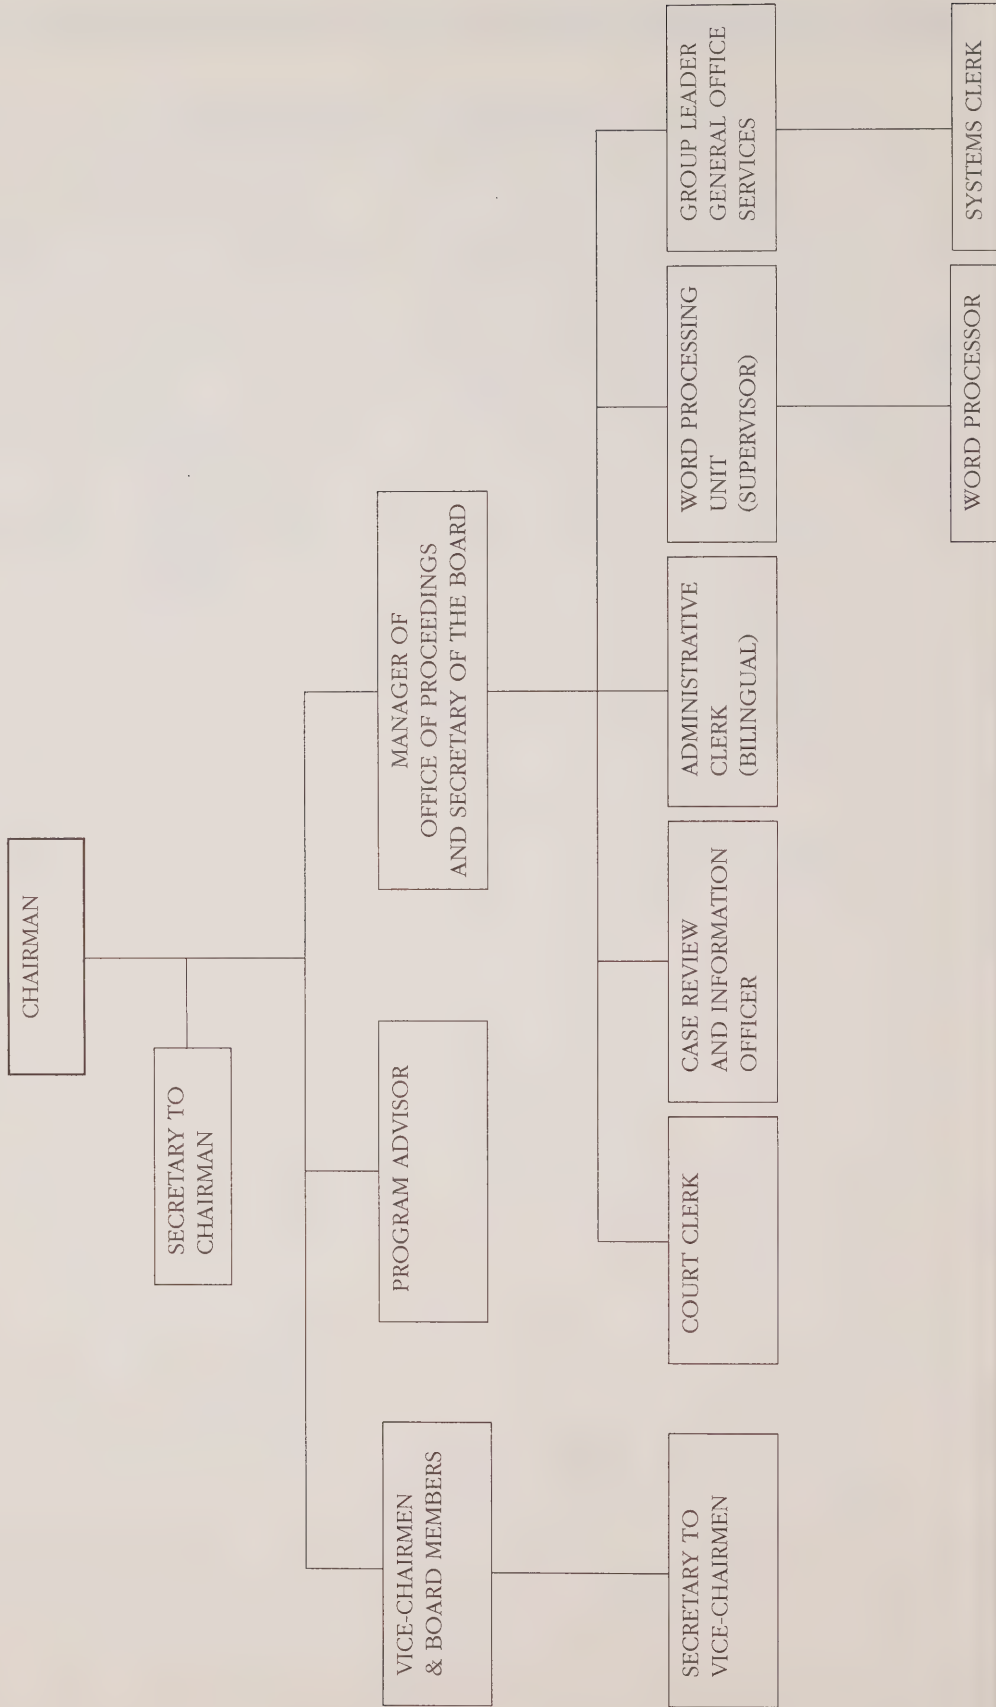 CHAIRMAN
SECRETARY TO
CHAIRMAN
VICE-CHAIRMEN
& BOARD MEMBERS
PROGRAM ADVISOR
MANAGER OF
OFFICE OF PROCEEDINGS
AND SECRETARY OF THE BOARD
SECRETARY TO
VICE-CHAIRMEN
COURT CLERK
CASE REVIEW
AND INFORMATION
OFFICER
ADMINISTRATIVE
CLERK
(BILINGUAL)
WORD PROCESSING
UNIT
(SUPERVISOR)
GROUP LEADER
GENERAL OFFICE
SERVICES
WORD PROCESSOR
SYSTEMS CLERK